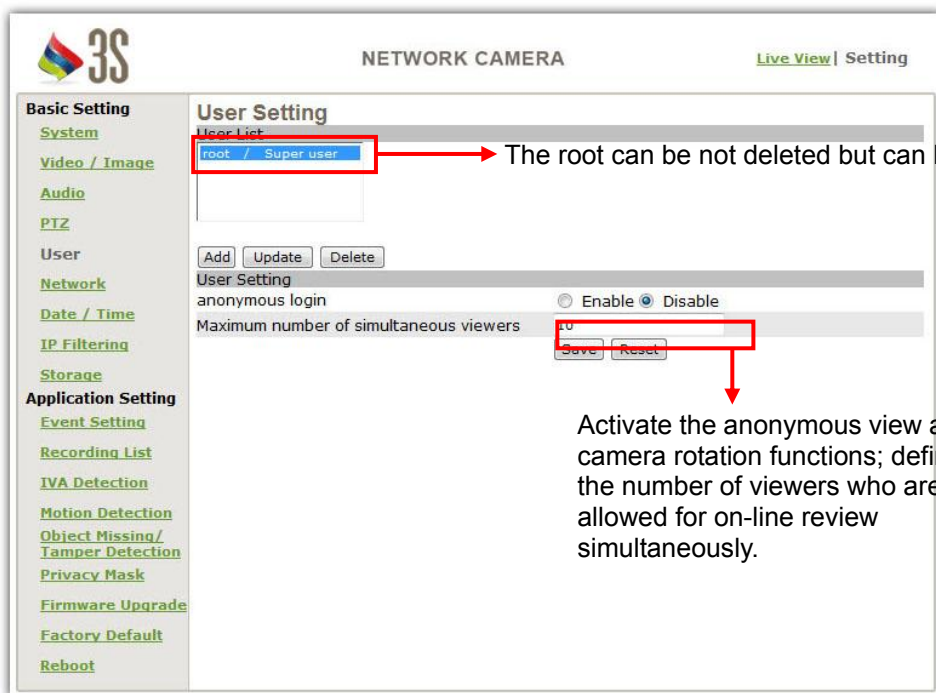 3S
NETWORK CAMERA
Live View| Setting
Basic Setting
System
Video / Image
Audio
PTZ
User
Network
Date / Time
IP Filtering
Storage
Application Setting
Event Setting
Recording List
IVA Detection
Motion Detection
Object Missing/
Tamper Detection
Privacy Mask
Firmware Upgrade
Factory Default
Reboot
User Setting
User List
root / Super user
The root can be not deleted but can
Add Update Delete
User Setting
anonymous login Enable Disable
Maximum number of simultaneous viewers 10
Save Reset
Activate the anonymous view
camera rotation functions;
the number of viewers who are
allowed for on-line review
simultaneously.